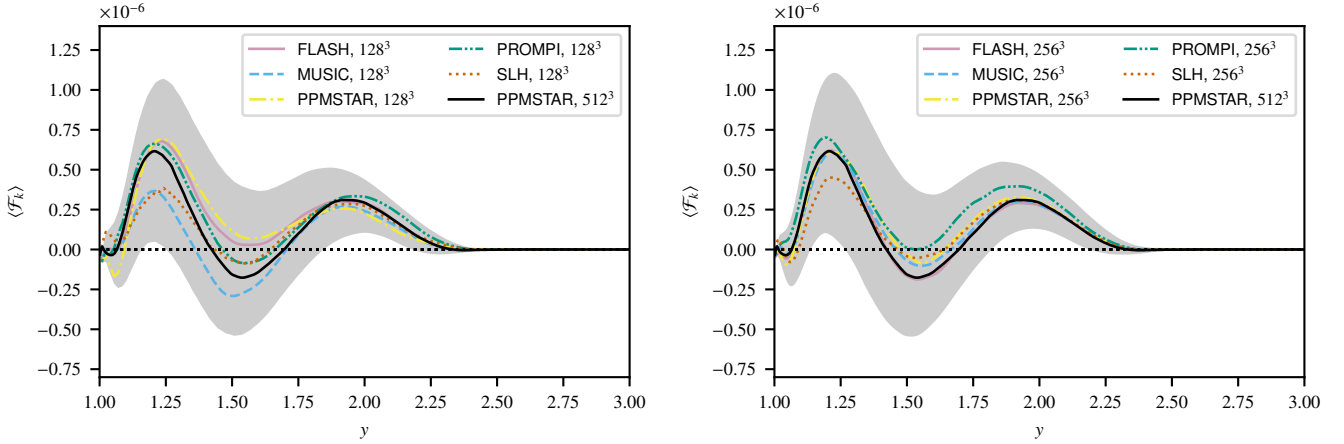 ×10⁻⁶
1.25
1.00
0.75
0.50
0.25
0.00
−0.25
−0.50
−0.75
⟨ℱₖ⟩
FLASH, 128³
MUSIC, 128³
PPMSTAR, 128³
PROMPI, 128³
SLH, 128³
PPMSTAR, 512³
1.00 1.25 1.50 1.75 2.00 2.25 2.50 2.75 3.00
y
×10⁻⁶
1.25
1.00
0.75
0.50
0.25
0.00
−0.25
−0.50
−0.75
⟨ℱₖ⟩
FLASH, 256³
MUSIC, 256³
PPMSTAR, 256³
PROMPI, 256³
SLH, 256³
PPMSTAR, 512³
1.00 1.25 1.50 1.75 2.00 2.25 2.50 2.75 3.00
y